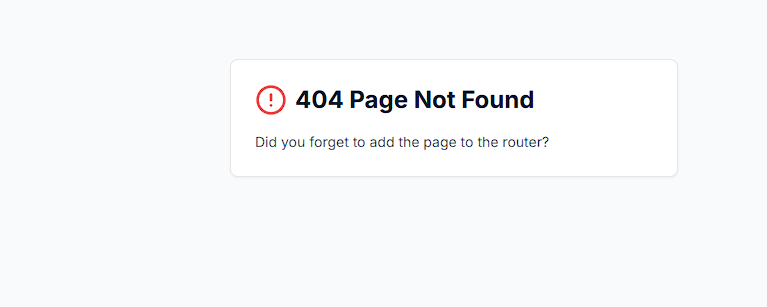 404 Page Not Found
Did you forget to add the page to the router?